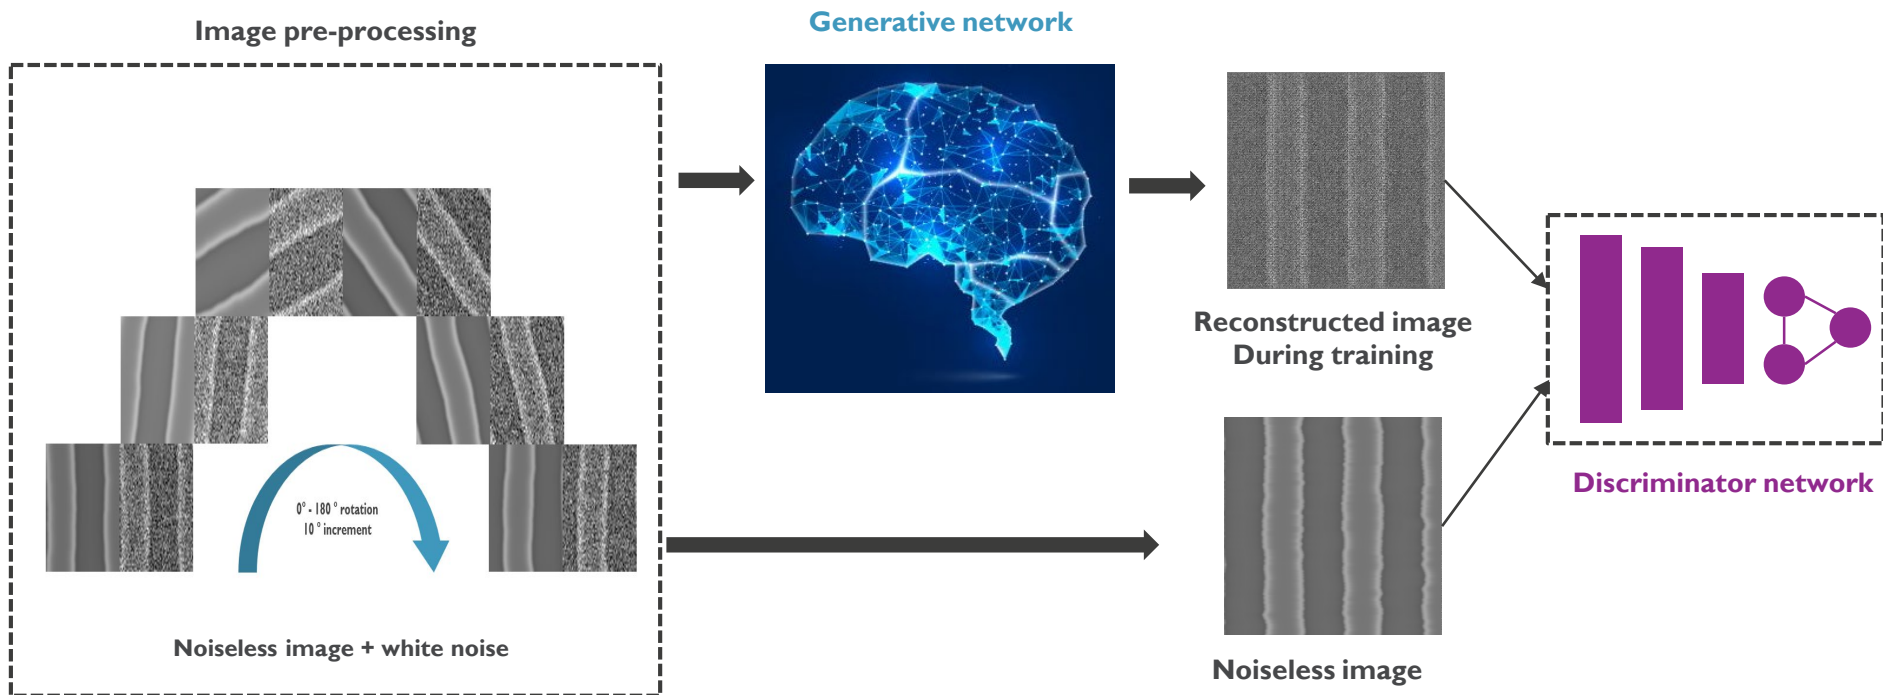 Image pre-processing
Generative network
0° - 180 ° rotation
10 ° increment
Noiseless image + white noise
Reconstructed image
During training
Noiseless image
Discriminator network